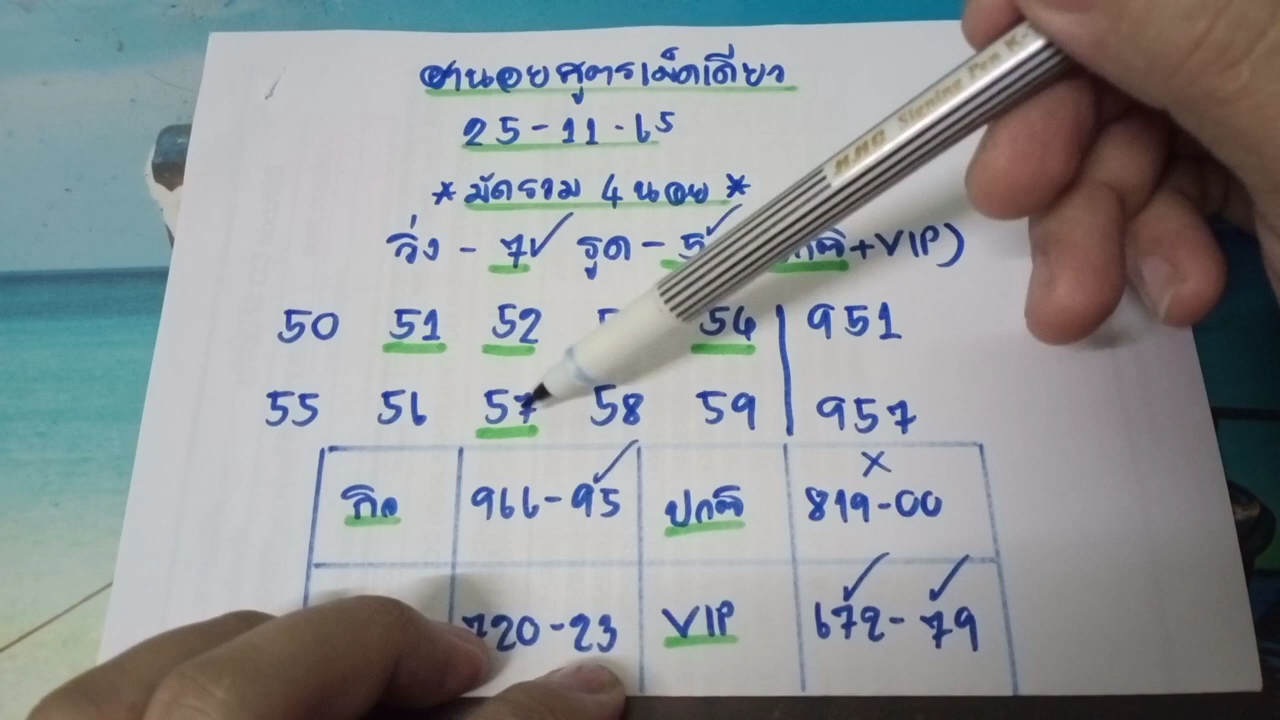 ฮานอยสูตรเม็ดเดียว
25-11-65
*มัดรวม 4 นอย*
วิ่ง - 7✓ รูด - 5✓ +VIP)
50 51 52 54 | 951
55 56 57 58 59 | 957
966-95 ปกติ 819-00
720-23 VIP 672-79
M&G Signing Pen